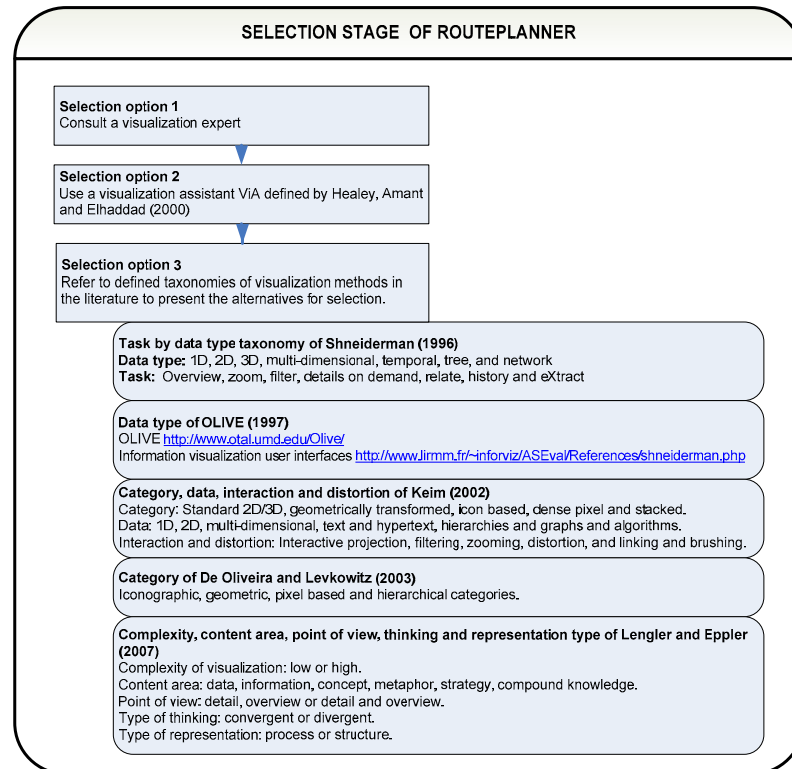 SELECTION STAGE OF ROUTEPLANNER
Selection option 1
Consult a visualization expert
Selection option 2
Use a visualization assistant ViA defined by Healey, Amant
and Elhaddad (2000)
Selection option 3
Refer to defined taxonomies of visualization methods in
the literature to present the alternatives for selection.
Task by data type taxonomy of Shneiderman (1996)
Data type: 1D, 2D, 3D, multi-dimensional, temporal, tree, and network
Task: Overview, zoom, filter, details on demand, relate, history and eXtract
Data type of OLIVE (1997)
OLIVE http://www.otal.umd.edu/Olive/
Information visualization user interfaces http://www.lirmm.fr/~inforviz/ASEval/References/shneiderman.php
Category, data, interaction and distortion of Keim (2002)
Category: Standard 2D/3D, geometrically transformed, icon based, dense pixel and stacked.
Data: 1D, 2D, multi-dimensional, text and hypertext, hierarchies and graphs and algorithms.
Interaction and distortion: Interactive projection, filtering, zooming, distortion, and linking and brushing.
Category of De Oliveira and Levkowitz (2003)
Iconographic, geometric, pixel based and hierarchical categories.
Complexity, content area, point of view, thinking and representation type of Lengler and Eppler
(2007)
Complexity of visualization: low or high.
Content area: data, information, concept, metaphor, strategy, compound knowledge.
Point of view: detail, overview or detail and overview.
Type of thinking: convergent or divergent.
Type of representation: process or structure.